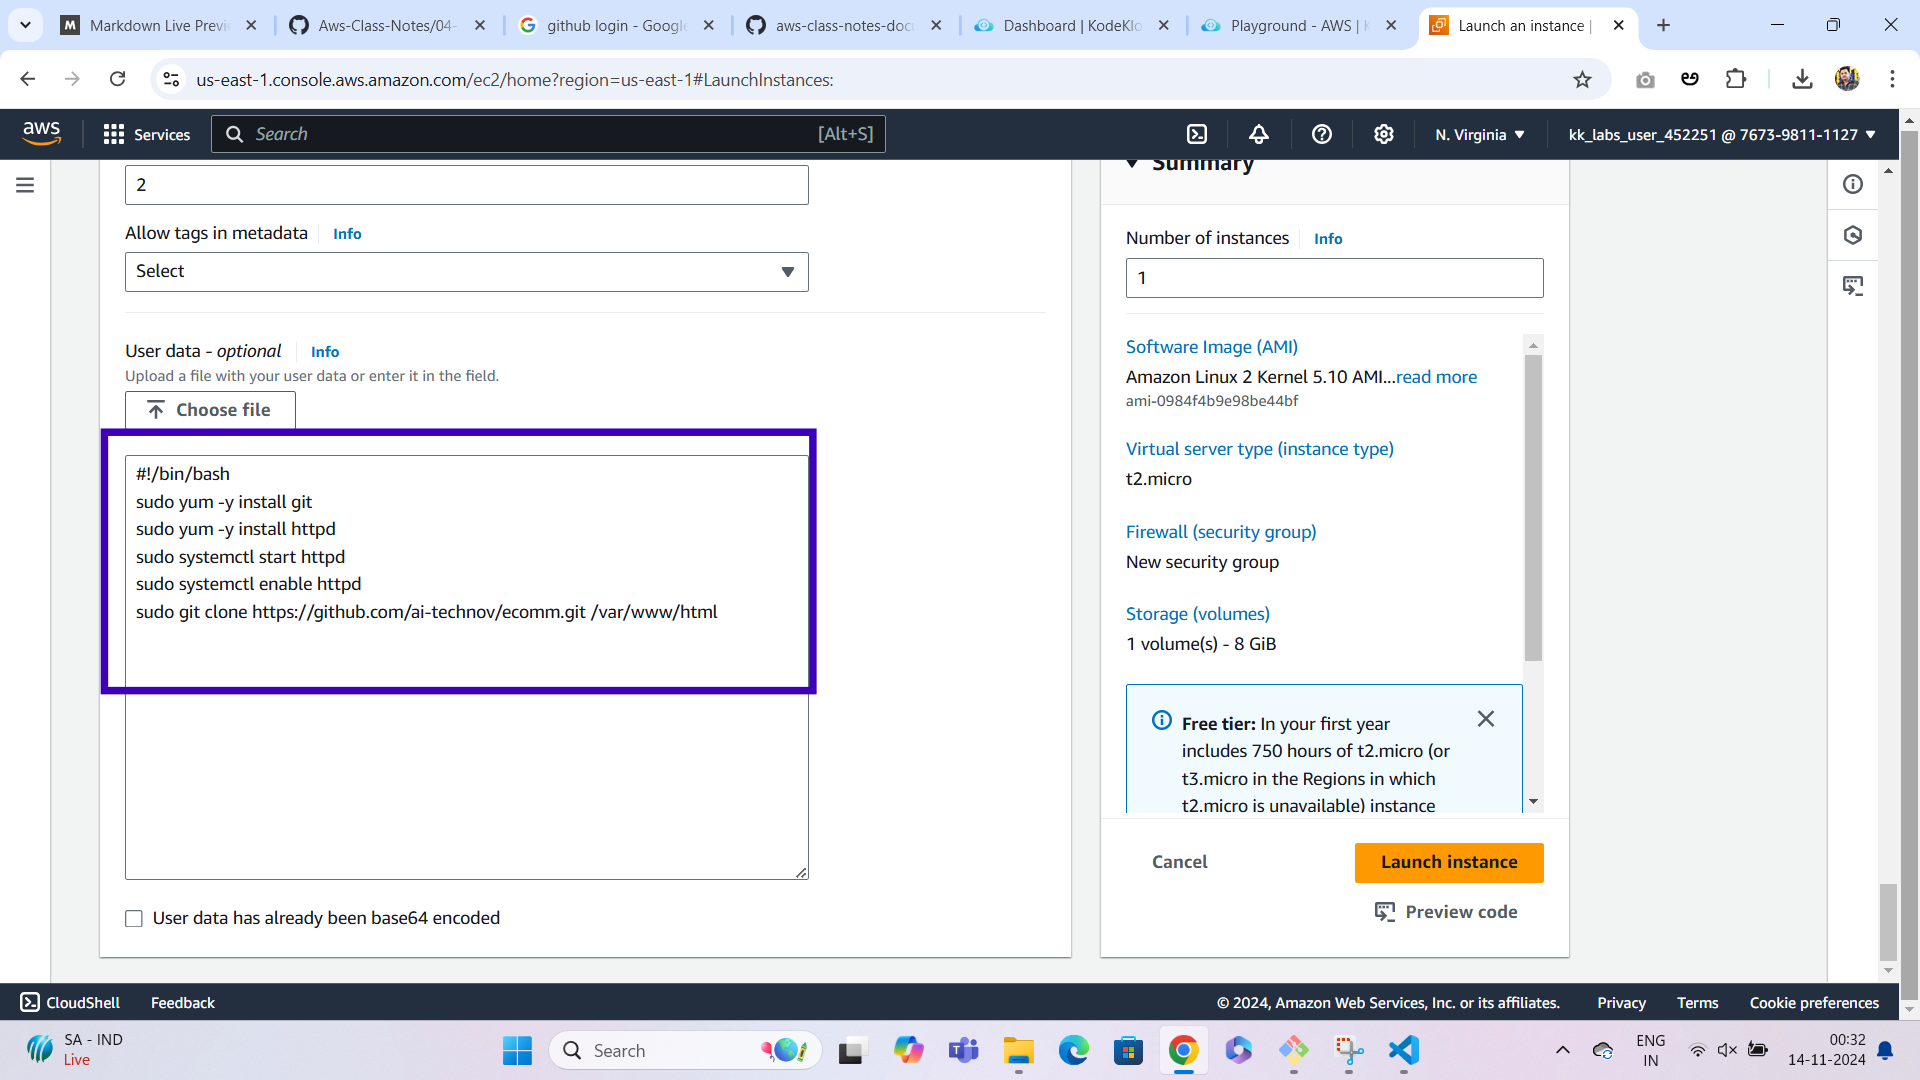 Markdown Live Previ
Aws-Class-Notes/04-
github login - Google
aws-class-notes-docu
Dashboard | KodeKlo
Playground - AWS | K
Launch an instance |
us-east-1.console.aws.amazon.com/ec2/home?region=us-east-1#LaunchInstances:
aws
Services
Search
[Alt+S]
N. Virginia
kk_labs_user_452251 @ 7673-9811-1127
2
Allow tags in metadata
Info
Select
User data - optional
Info
Upload a file with your user data or enter it in the field.
Choose file
#!/bin/bash
sudo yum -y install git
sudo yum -y install httpd
sudo systemctl start httpd
sudo systemctl enable httpd
sudo git clone https://github.com/ai-technov/ecomm.git /var/www/html
User data has already been base64 encoded
Summary
Number of instances
Info
1
Software Image (AMI)
Amazon Linux 2 Kernel 5.10 AMI...read more
ami-0984f4b9e98be44bf
Virtual server type (instance type)
t2.micro
Firewall (security group)
New security group
Storage (volumes)
1 volume(s) - 8 GiB
Free tier: In your first year
includes 750 hours of t2.micro (or
t3.micro in the Regions in which
t2.micro is unavailable) instance
Cancel
Launch instance
Preview code
CloudShell
Feedback
© 2024, Amazon Web Services, Inc. or its affiliates.
Privacy
Terms
Cookie preferences
SA - IND
Live
Search
ENG
IN
00:32
14-11-2024